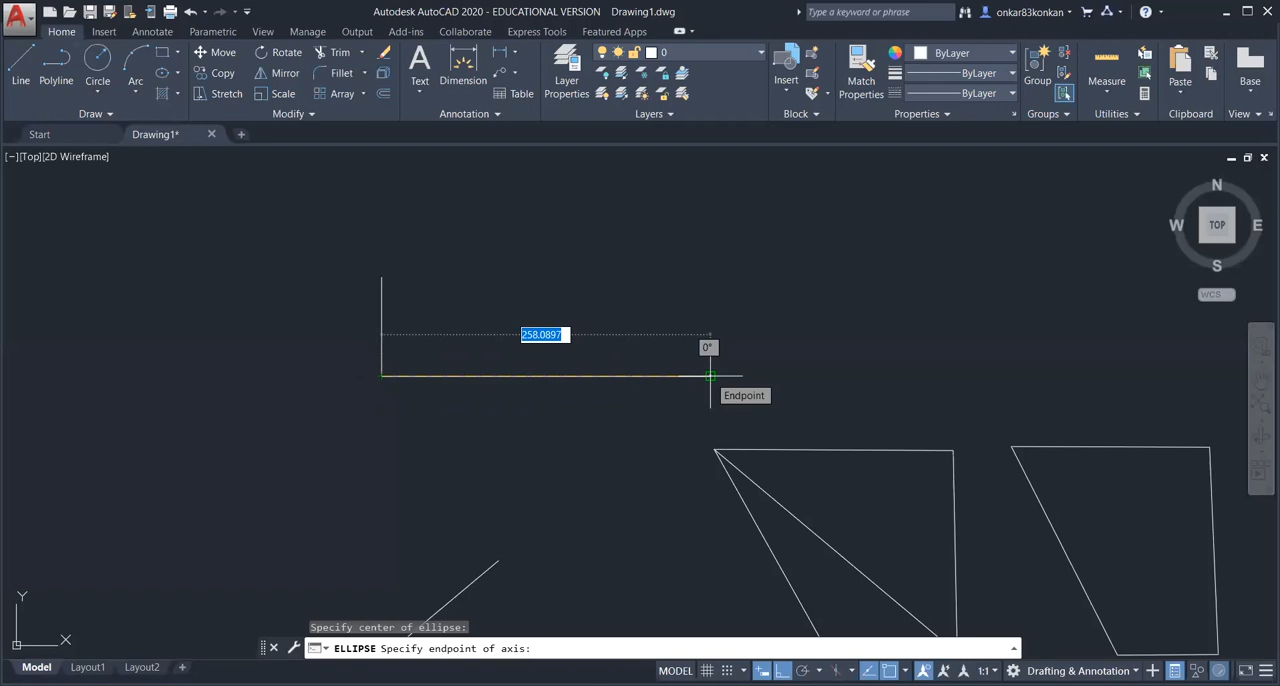 Autodesk AutoCAD 2020 - EDUCATIONAL VERSION Drawing1.dwg
Type a keyword or phrase
onkar83konkan
Home Insert Annotate Parametric View Manage Output Add-ins Collaborate Express Tools Featured Apps
Line Polyline Circle Arc
Move Rotate Trim
Copy Mirror Fillet
Stretch Scale Array
Text Dimension Table
Layer Properties
0
Insert
Match Properties
ByLayer
ByLayer
ByLayer
Group
Measure
Paste
Base
Draw Modify Annotation Layers Block Properties Groups Utilities Clipboard View
Start Drawing1*
[−][Top][2D Wireframe]
N
W TOP E
S
WCS
258.0897
0°
Endpoint
Y
X
Specify center of ellipse:
ELLIPSE Specify endpoint of axis:
Model Layout1 Layout2
MODEL 1:1 Drafting & Annotation